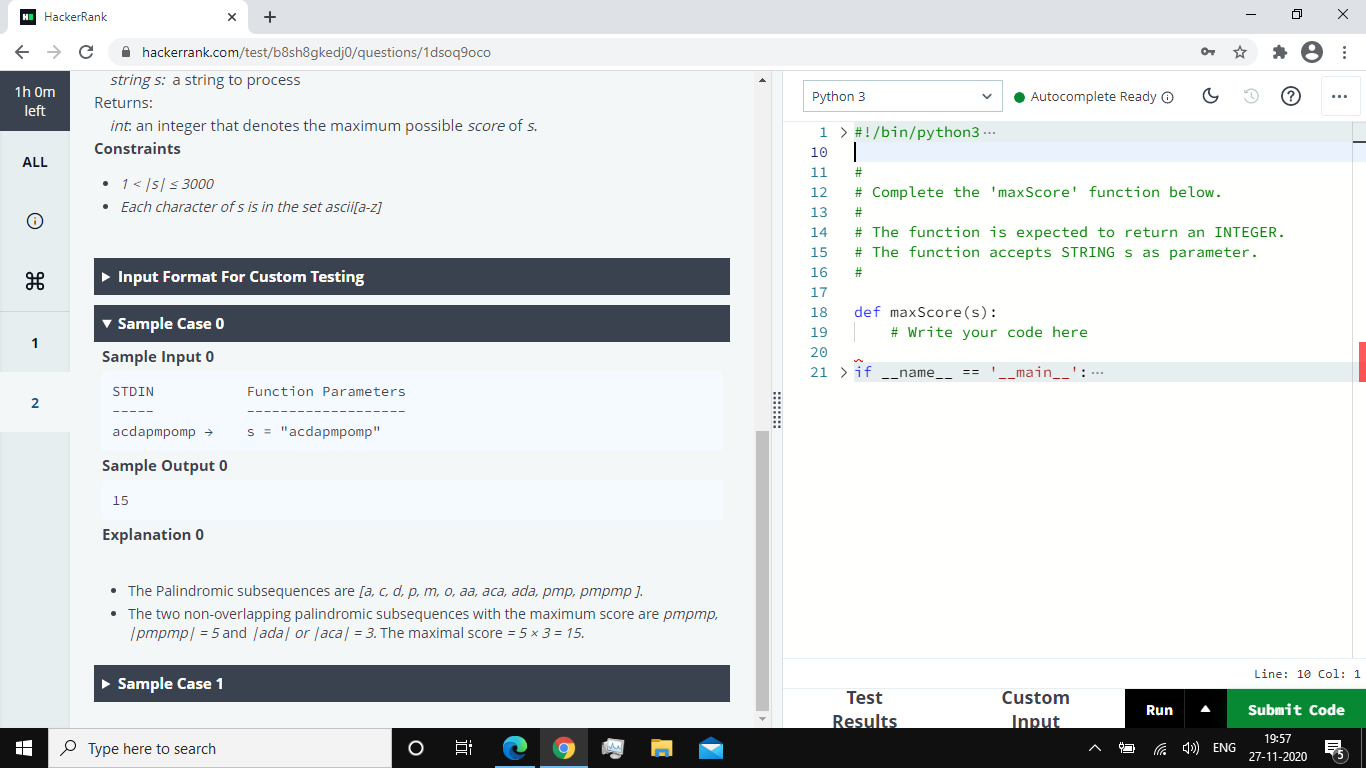 HackerRank
hackerrank.com/test/b8sh8gkedj0/questions/1dsoq9oco
1h 0m
left
ALL
1
2
string s: a string to process
Returns:
int: an integer that denotes the maximum possible score of s.
Constraints
• 1 < |s| ≤ 3000
• Each character of s is in the set ascii[a-z]
Input Format For Custom Testing
Sample Case 0
Sample Input 0
STDIN Function Parameters
----- -------------------
acdapmpomp → s = "acdapmpomp"
Sample Output 0
15
Explanation 0
• The Palindromic subsequences are [a, c, d, p, m, o, aa, aca, ada, pmp, pmpmp ].
• The two non-overlapping palindromic subsequences with the maximum score are pmpmp,
|pmpmp| = 5 and |ada| or |aca| = 3. The maximal score = 5 × 3 = 15.
Sample Case 1
Python 3
Autocomplete Ready
1 #!/bin/python3 ...
10
11 #
12 # Complete the 'maxScore' function below.
13 #
14 # The function is expected to return an INTEGER.
15 # The function accepts STRING s as parameter.
16 #
17
18 def maxScore(s):
19 # Write your code here
20
21 if __name__ == '__main__': ...
Line: 10 Col: 1
Test
Results
Custom
Input
Run
Submit Code
Type here to search
ENG
19:57
27-11-2020
5